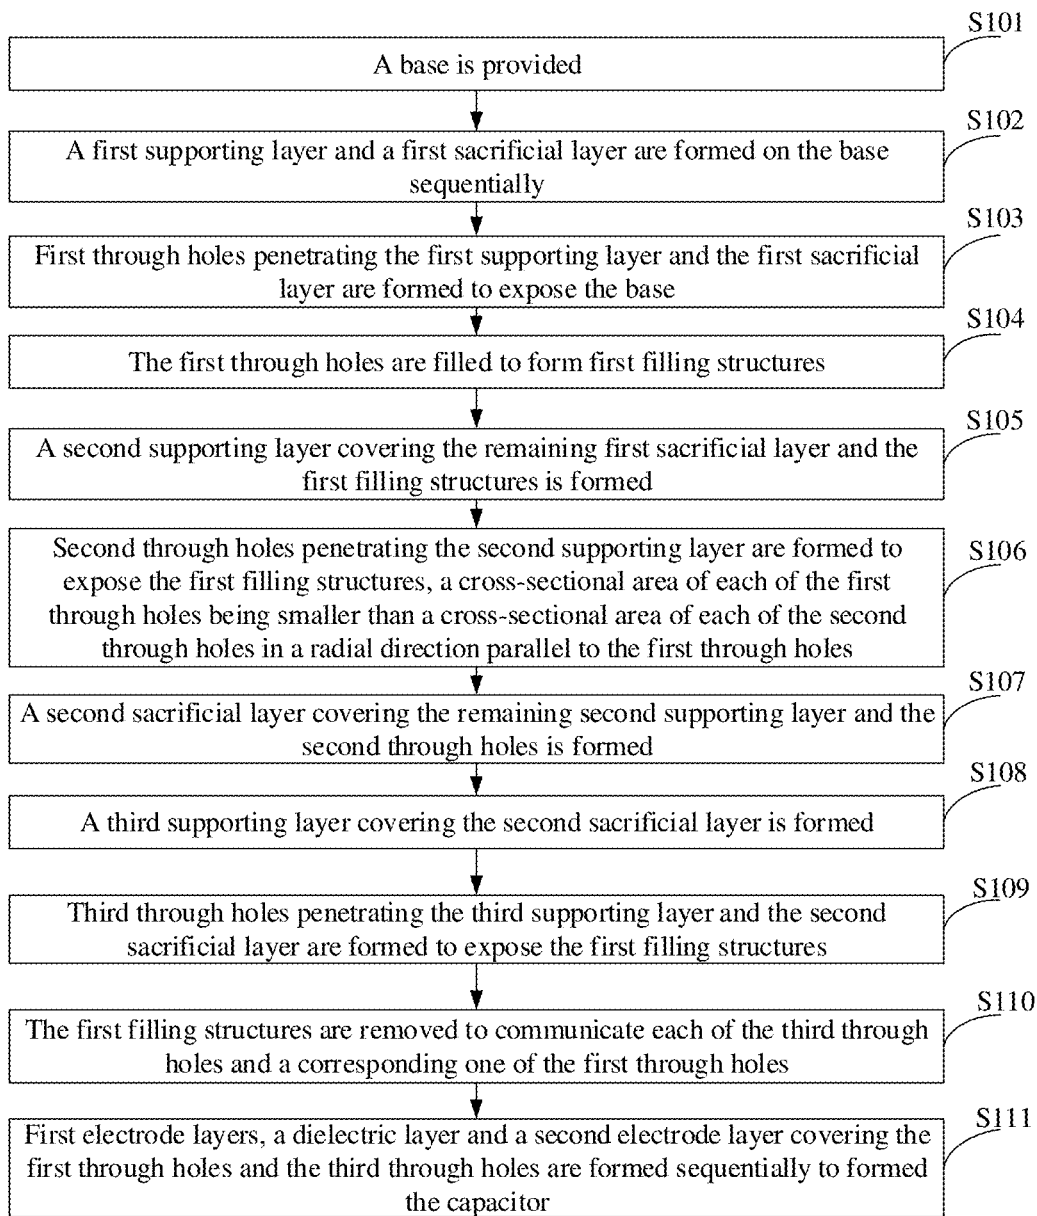 S101
A base is provided
S102
A first supporting layer and a first sacrificial layer are formed on the base
sequentially
S103
First through holes penetrating the first supporting layer and the first sacrificial
layer are formed to expose the base
S104
The first through holes are filled to form first filling structures
S105
A second supporting layer covering the remaining first sacrificial layer and the
first filling structures is formed
S106
Second through holes penetrating the second supporting layer are formed to
expose the first filling structures, a cross-sectional area of each of the first
through holes being smaller than a cross-sectional area of each of the second
through holes in a radial direction parallel to the first through holes
S107
A second sacrificial layer covering the remaining second supporting layer and the
second through holes is formed
S108
A third supporting layer covering the second sacrificial layer is formed
S109
Third through holes penetrating the third supporting layer and the second
sacrificial layer are formed to expose the first filling structures
S110
The first filling structures are removed to communicate each of the third through
holes and a corresponding one of the first through holes
S111
First electrode layers, a dielectric layer and a second electrode layer covering the
first through holes and the third through holes are formed sequentially to formed
the capacitor